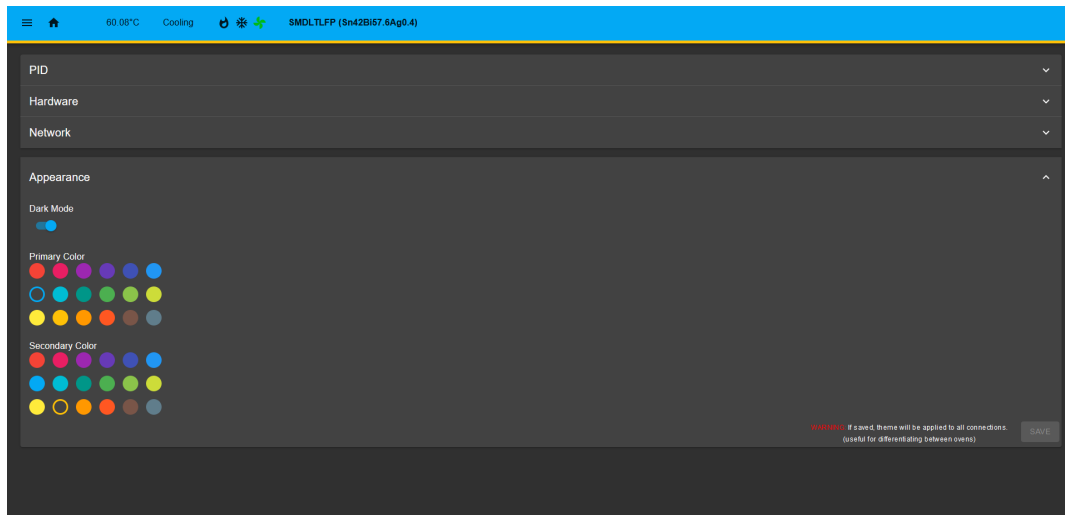 60.08°C Cooling SMDLTLFP (Sn42Bi57.6Ag0.4)
PID
Hardware
Network
Appearance
Dark Mode
Primary Color
Secondary Color
WARNING: If saved, theme will be applied to all connections.
(useful for differentiating between ovens)
SAVE